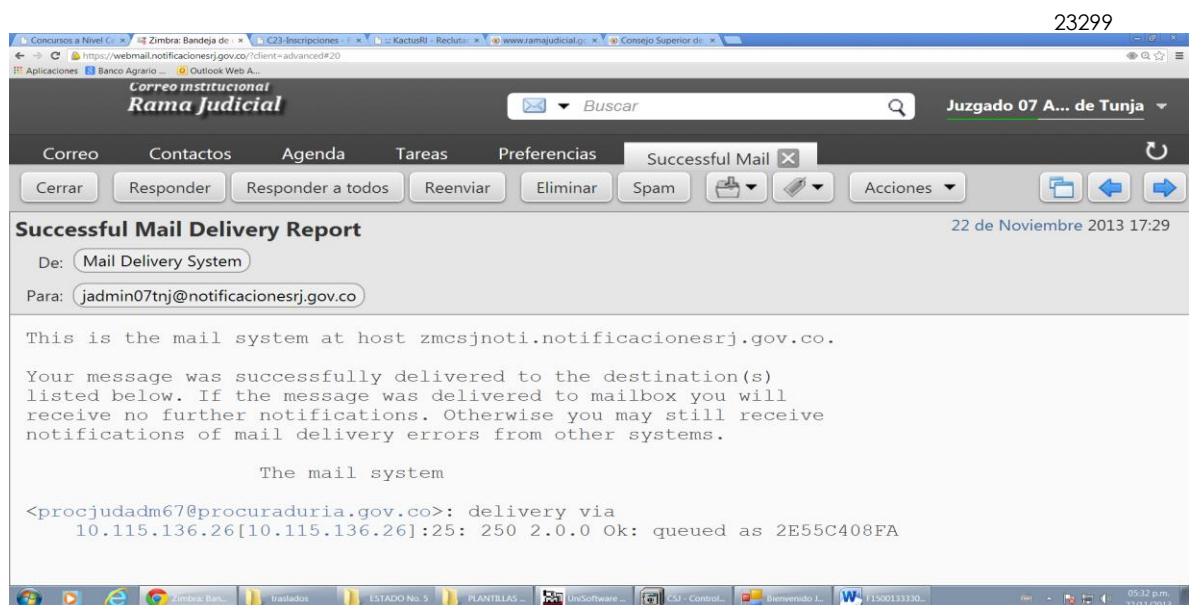 23299
Concursos a Nivel Ce
Zimbra: Bandeja de
C23-Inscripciones - F
::: KactusRl - Reclutac
www.ramajudicial.gc
Consejo Superior de
https://webmail.notificacionesrj.gov.co/?client=advanced#20
Aplicaciones Banco Agrario ... Outlook Web A...
Correo institucional
Rama Judicial
Buscar
Juzgado 07 A... de Tunja
Correo Contactos Agenda Tareas Preferencias Successful Mail
Cerrar Responder Responder a todos Reenviar Eliminar Spam Acciones
Successful Mail Delivery Report
22 de Noviembre 2013 17:29
De: Mail Delivery System
Para: jadmin07tnj@notificacionesrj.gov.co
This is the mail system at host zmcsjnoti.notificacionesrj.gov.co.
Your message was successfully delivered to the destination(s)
listed below. If the message was delivered to mailbox you will
receive no further notifications. Otherwise you may still receive
notifications of mail delivery errors from other systems.
The mail system
<procjudadm67@procuraduria.gov.co>: delivery via
10.115.136.26[10.115.136.26]:25: 250 2.0.0 Ok: queued as 2E55C408FA
Zimbra: Ban... traslados ESTADO No. 5 PLANTILLAS ... UniSoftware ... CSJ - Control... Bienvenido J... F1500133330... 05:32 p.m.
22/11/2013